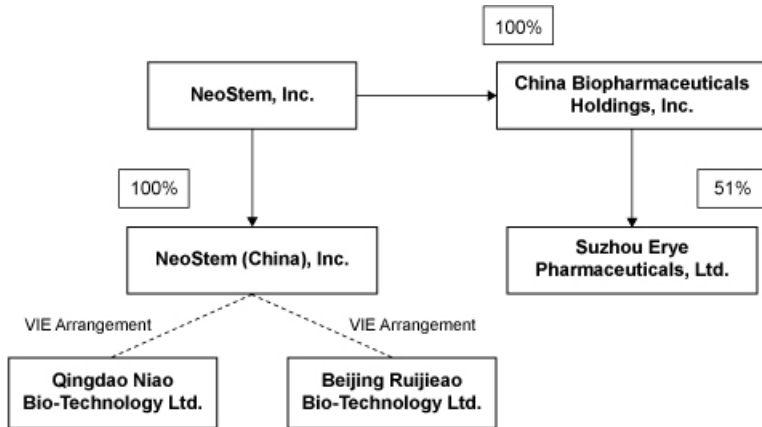 100%
NeoStem, Inc.
China Biopharmaceuticals
Holdings, Inc.
100%
51%
NeoStem (China), Inc.
Suzhou Erye
Pharmaceuticals, Ltd.
VIE Arrangement
VIE Arrangement
Qingdao Niao
Bio-Technology Ltd.
Beijing Ruijieao
Bio-Technology Ltd.